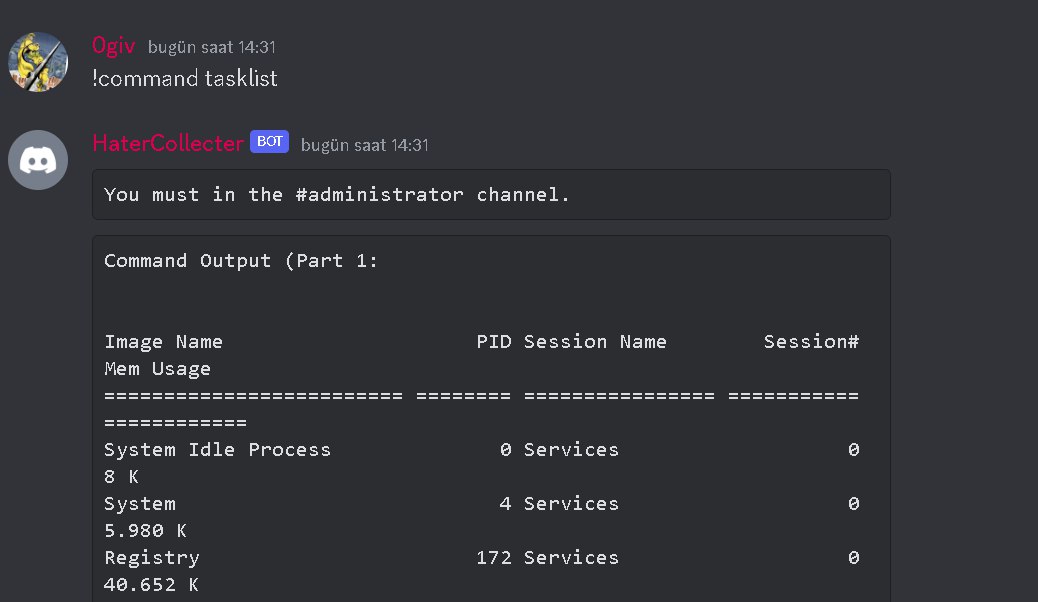 Ogiv bugün saat 14:31
!command tasklist
HaterCollecter BOT bugün saat 14:31
You must in the #administrator channel.
Command Output (Part 1:
Image Name PID Session Name Session#
Mem Usage
========================= ======== ================ ===========
============
System Idle Process 0 Services 0
8 K
System 4 Services 0
5.980 K
Registry 172 Services 0
40.652 K